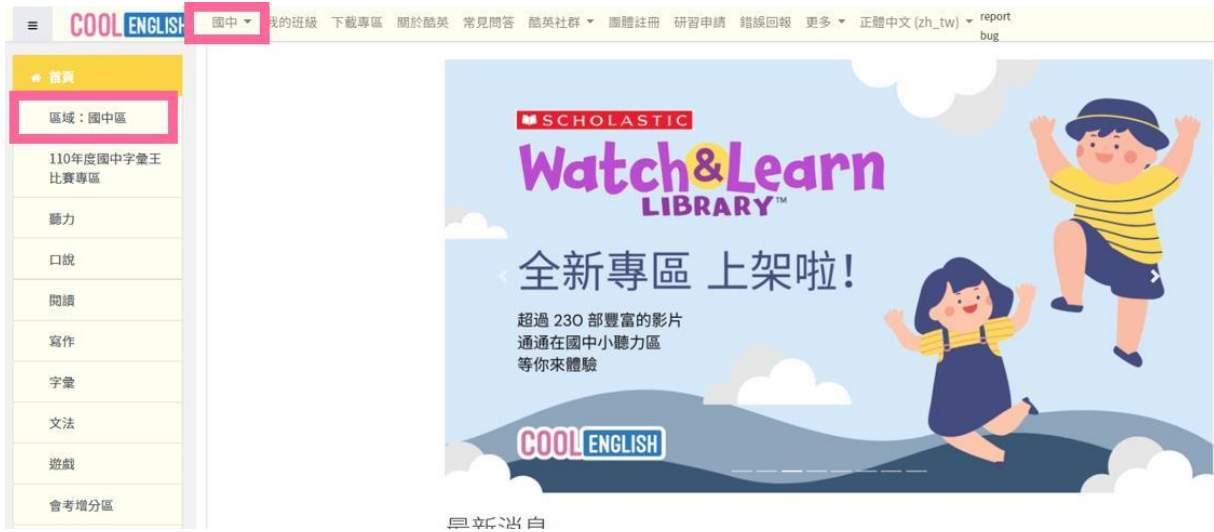 ≡ COOL ENGLISH 國中 我的班級 下載專區 關於酷英 常見問答 酷英社群 團體註冊 研習申請 錯誤回報 更多 正體中文 (zh_tw) report
bug
首頁
區域：國中區
110年度國中字彙王
比賽專區
聽力
口說
閱讀
寫作
字彙
文法
遊戲
會考增分區
SCHOLASTIC
Watch&Learn
LIBRARY™
全新專區 上架啦!
超過 230 部豐富的影片
通通在國中小聽力區
等你來體驗
COOL ENGLISH
最新消息